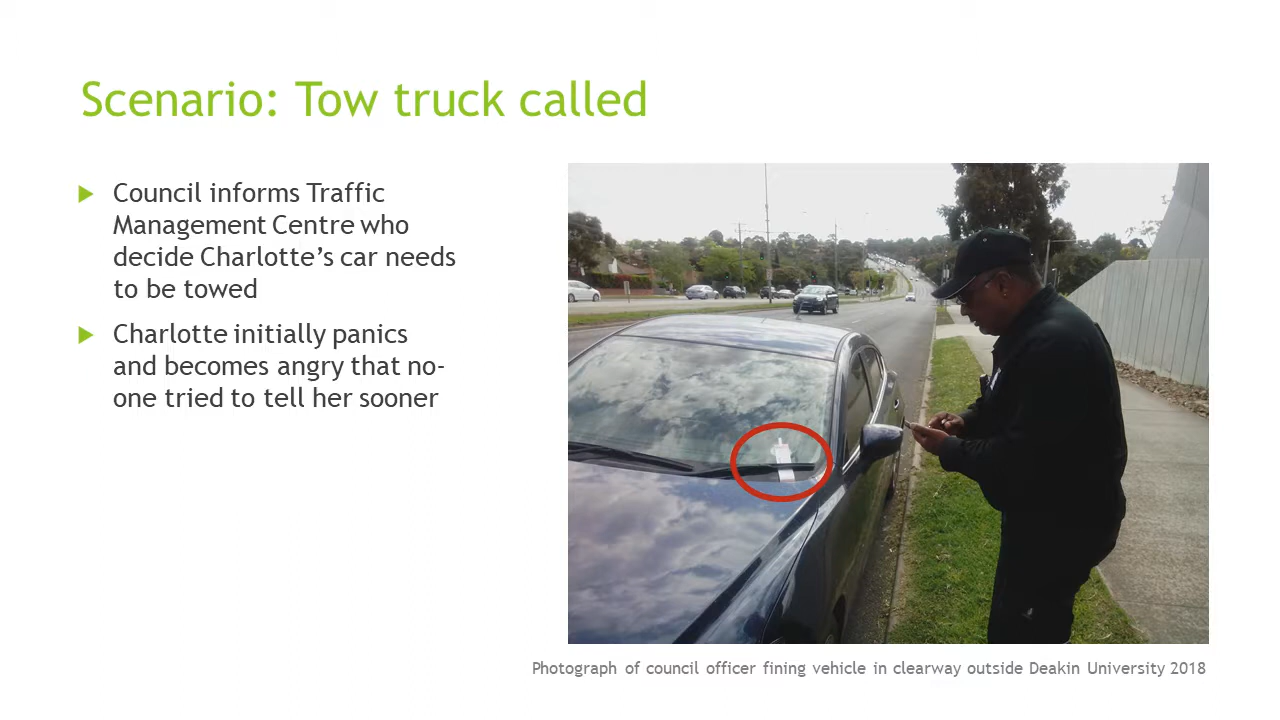 Scenario: Tow truck called
Council informs Traffic
Management Centre who
decide Charlotte’s car needs
to be towed
Charlotte initially panics
and becomes angry that no-
one tried to tell her sooner
Photograph of council officer fining vehicle in clearway outside Deakin University 2018